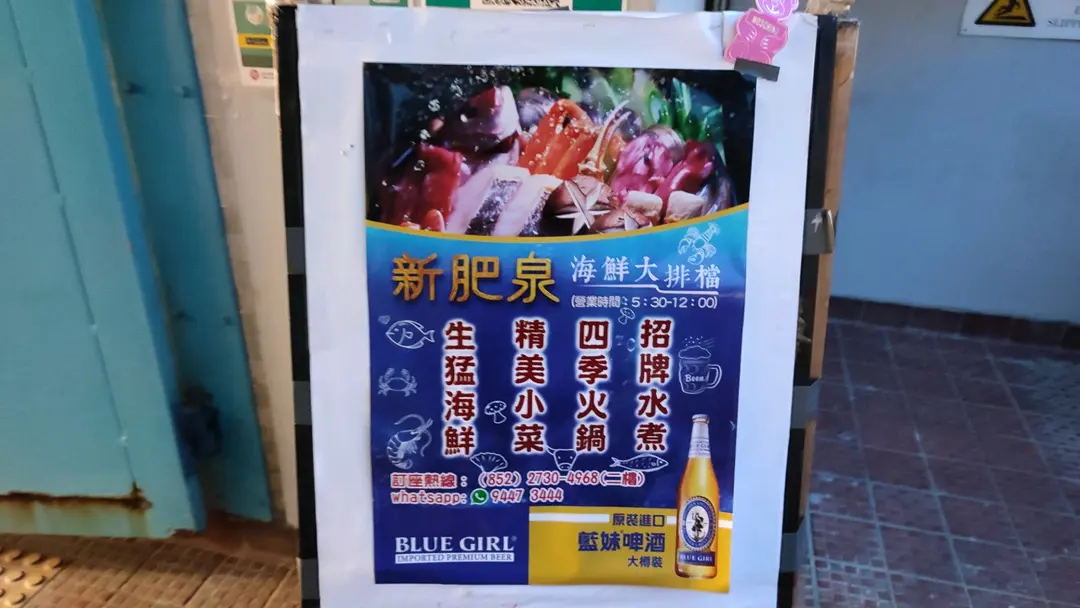 新肥泉
海鮮大排檔
(營業時間：5：30-12：00)
招牌水煮
四季火鍋
精美小菜
生猛海鮮
Beer
訂座熱線：(852) 2730-4968(二樓)
whatsapp: 9447 3444
BLUE GIRL
IMPORTED PREMIUM BEER
原裝進口
藍妹啤酒
大樽裝
BLUE GIRL